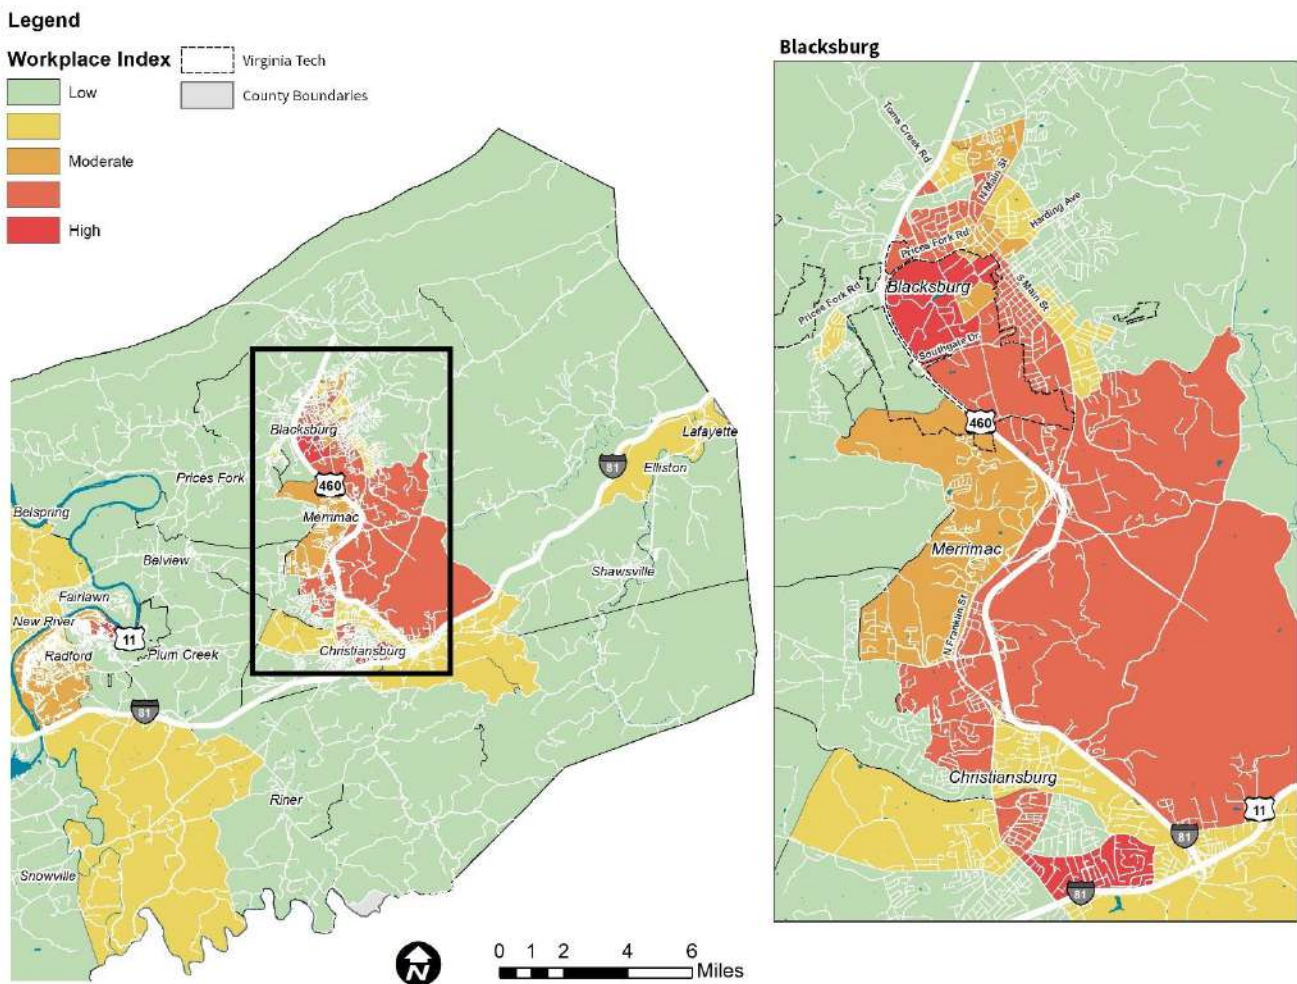 Legend
Workplace Index
Low
Moderate
High
Virginia Tech
County Boundaries
Blacksburg
460
Prices Fork
Merrimac
Belspring
Belview
Fairlawn
New River
11
Radford
Plum Creek
Christiansburg
81
81
Lafayette
Elliston
Shawsville
Riner
Snowville
N
0 1 2 4 6
Miles
Blacksburg
Toms Creek Rd
N Main St
Harding Ave
Prices Fork Rd
Blacksburg
S Main St
Prices Fork Rd
Southgate Dr
460
Merrimac
N Franklin St
Christiansburg
11
81
81